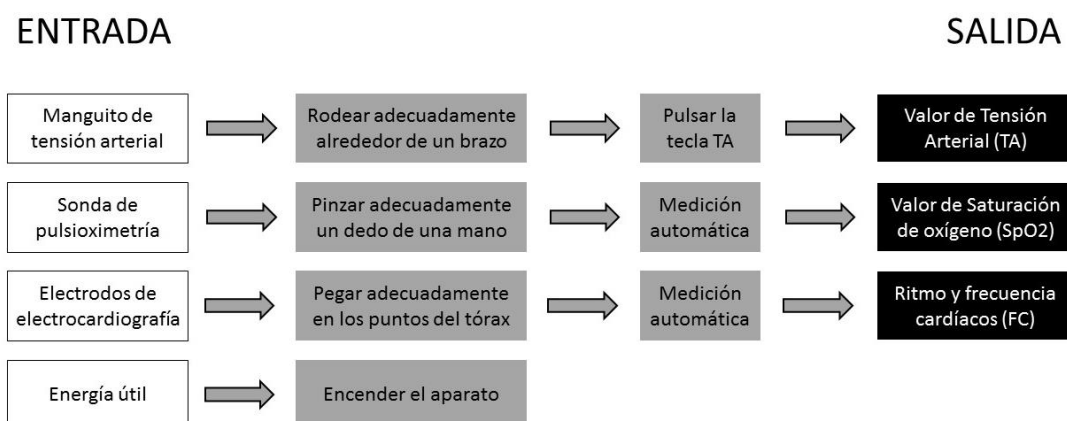 ENTRADA
SALIDA
Manguito de
tensión arterial
Rodear adecuadamente
alrededor de un brazo
Pulsar la
tecla TA
Valor de Tensión
Arterial (TA)
Sonda de
pulsioximetría
Pinzar adecuadamente
un dedo de una mano
Medición
automática
Valor de Saturación
de oxígeno (SpO2)
Electrodos de
electrocardiografía
Pegar adecuadamente
en los puntos del tórax
Medición
automática
Ritmo y frecuencia
cardíacos (FC)
Energía útil
Encender el aparato